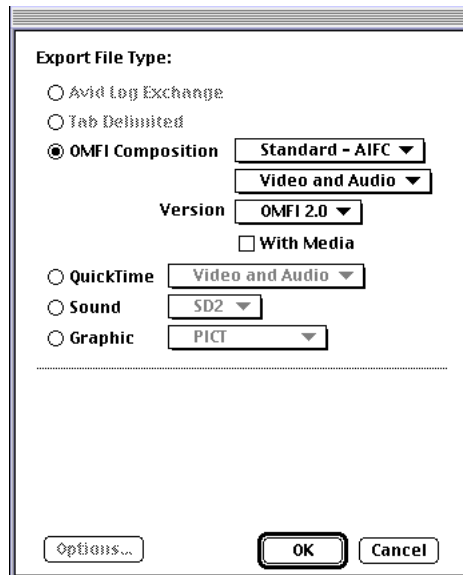 Export File Type:
Avid Log Exchange
Tab Delimited
OMFI Composition Standard - AIFC
Video and Audio
Version OMFI 2.0
With Media
QuickTime Video and Audio
Sound SD2
Graphic PICT
Options... OK Cancel